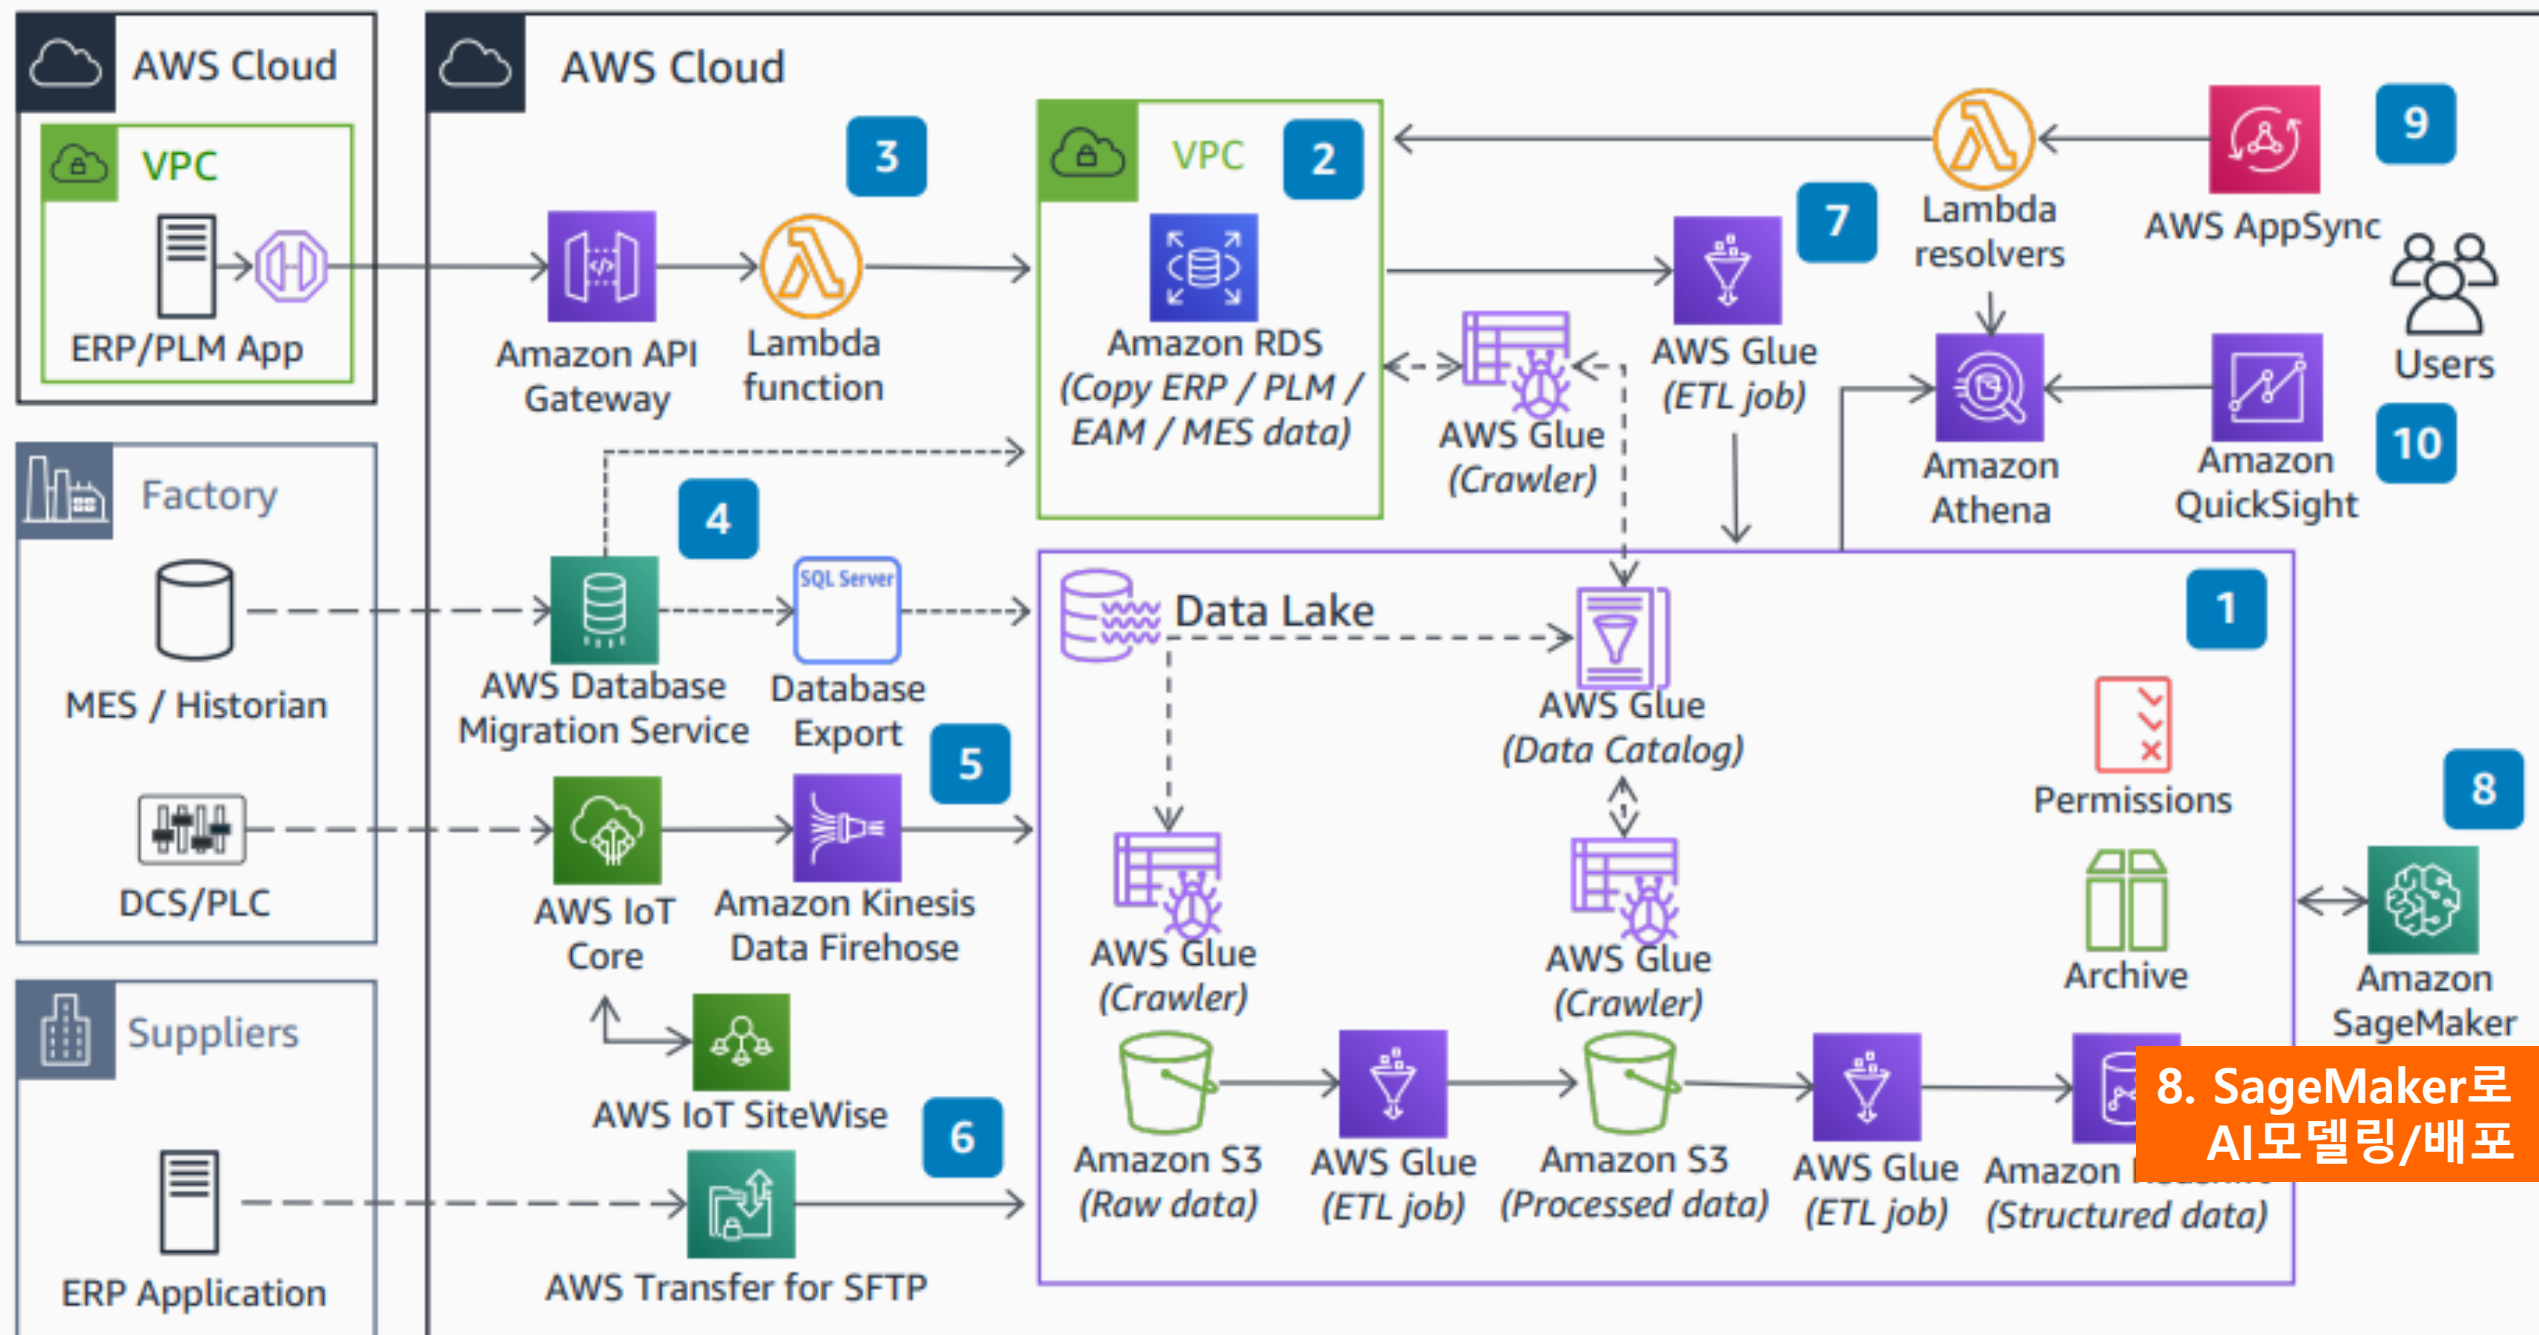 AWS Cloud
VPC
ERP/PLM App
Factory
MES / Historian
DCS/PLC
Suppliers
ERP Application
AWS Cloud
3
Amazon API
Gateway
Lambda
function
VPC
2
Amazon RDS
(Copy ERP / PLM /
EAM / MES data)
AWS Glue
(Crawler)
7
AWS Glue
(ETL job)
Lambda
resolvers
AWS AppSync
9
Users
Amazon
Athena
Amazon
QuickSight
10
4
AWS Database
Migration Service
SQL Server
Database
Export
5
AWS IoT
Core
Amazon Kinesis
Data Firehose
AWS IoT SiteWise
6
AWS Transfer for SFTP
Data Lake
1
AWS Glue
(Data Catalog)
Permissions
Archive
AWS Glue
(Crawler)
AWS Glue
(Crawler)
Amazon S3
(Raw data)
AWS Glue
(ETL job)
Amazon S3
(Processed data)
AWS Glue
(ETL job)
Amazon
(Structured data)
8
Amazon
SageMaker
8. SageMaker로
AI모델링/배포